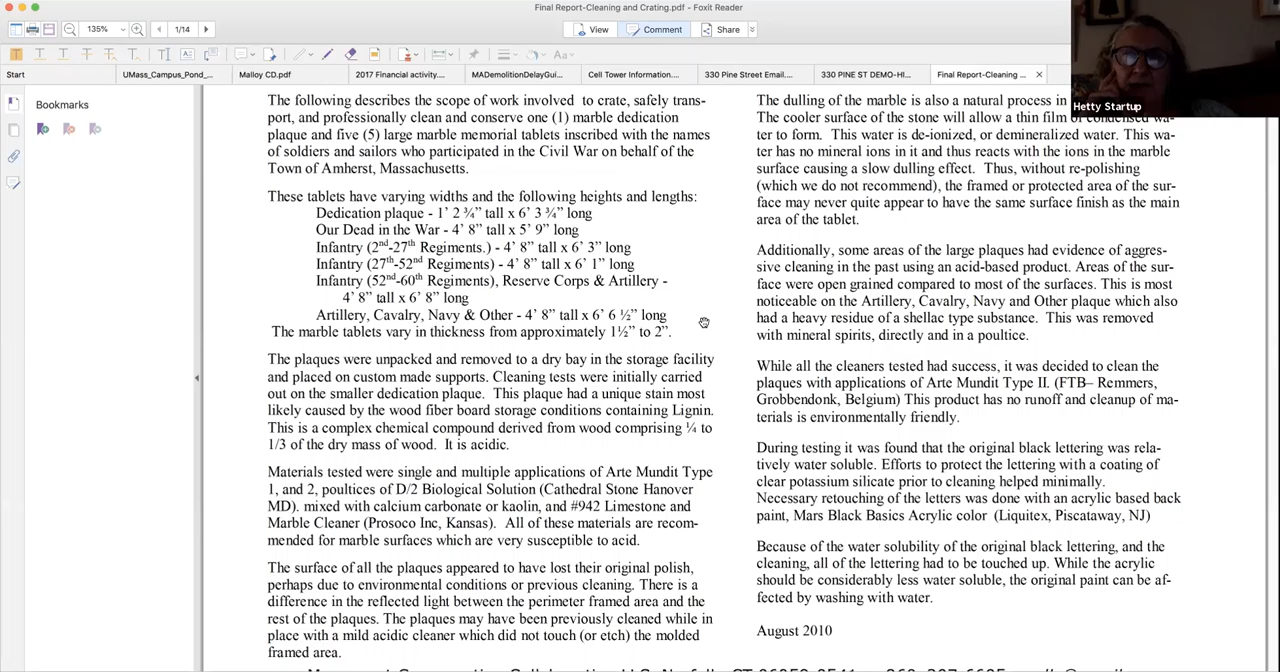 Final Report-Cleaning and Crating.pdf - Foxit Reader
135%
1/14
View
Comment
Share
Start
UMass_Campus_Pond_...
Malloy CD.pdf
2017 Financial activity....
MADemolitionDelayGui...
Cell Tower Information....
330 Pine Street Email....
330 PINE ST DEMO-HI...
Final Report-Cleaning ...
Hetty Startup
Bookmarks
The following describes the scope of work involved to crate, safely trans-
port, and professionally clean and conserve one (1) marble dedication
plaque and five (5) large marble memorial tablets inscribed with the names
of soldiers and sailors who participated in the Civil War on behalf of the
Town of Amherst, Massachusetts.
These tablets have varying widths and the following heights and lengths:
Dedication plaque - 1' 2 ¾" tall x 6' 3 ¾" long
Our Dead in the War - 4' 8" tall x 5' 9" long
Infantry (2nd-27th Regiments.) - 4' 8" tall x 6' 3" long
Infantry (27th-52nd Regiments) - 4' 8" tall x 6' 1" long
Infantry (52nd-60th Regiments), Reserve Corps & Artillery -
4' 8" tall x 6' 8" long
Artillery, Cavalry, Navy & Other - 4' 8" tall x 6' 6 ½" long
The marble tablets vary in thickness from approximately 1½" to 2".
The plaques were unpacked and removed to a dry bay in the storage facility
and placed on custom made supports. Cleaning tests were initially carried
out on the smaller dedication plaque. This plaque had a unique stain most
likely caused by the wood fiber board storage conditions containing Lignin.
This is a complex chemical compound derived from wood comprising ¼ to
1/3 of the dry mass of wood. It is acidic.
Materials tested were single and multiple applications of Arte Mundit Type
1, and 2, poultices of D/2 Biological Solution (Cathedral Stone Hanover
MD). mixed with calcium carbonate or kaolin, and #942 Limestone and
Marble Cleaner (Prosoco Inc, Kansas). All of these materials are recom-
mended for marble surfaces which are very susceptible to acid.
The surface of all the plaques appeared to have lost their original polish,
perhaps due to environmental conditions or previous cleaning. There is a
difference in the reflected light between the perimeter framed area and the
rest of the plaques. The plaques may have been previously cleaned while in
place with a mild acidic cleaner which did not touch (or etch) the molded
framed area.
The dulling of the marble is also a natural process in
The cooler surface of the stone will allow a thin film of condensed wa-
ter to form. This water is de-ionized, or demineralized water. This wa-
ter has no mineral ions in it and thus reacts with the ions in the marble
surface causing a slow dulling effect. Thus, without re-polishing
(which we do not recommend), the framed or protected area of the sur-
face may never quite appear to have the same surface finish as the main
area of the tablet.
Additionally, some areas of the large plaques had evidence of aggres-
sive cleaning in the past using an acid-based product. Areas of the sur-
face were open grained compared to most of the surfaces. This is most
noticeable on the Artillery, Cavalry, Navy and Other plaque which also
had a heavy residue of a shellac type substance. This was removed
with mineral spirits, directly and in a poultice.
While all the cleaners tested had success, it was decided to clean the
plaques with applications of Arte Mundit Type II. (FTB– Remmers,
Grobbendonk, Belgium) This product has no runoff and cleanup of ma-
terials is environmentally friendly.
During testing it was found that the original black lettering was rela-
tively water soluble. Efforts to protect the lettering with a coating of
clear potassium silicate prior to cleaning helped minimally.
Necessary retouching of the letters was done with an acrylic based back
paint, Mars Black Basics Acrylic color (Liquitex, Piscataway, NJ)
Because of the water solubility of the original black lettering, and the
cleaning, all of the lettering had to be touched up. While the acrylic
should be considerably less water soluble, the original paint can be af-
fected by washing with water.
August 2010